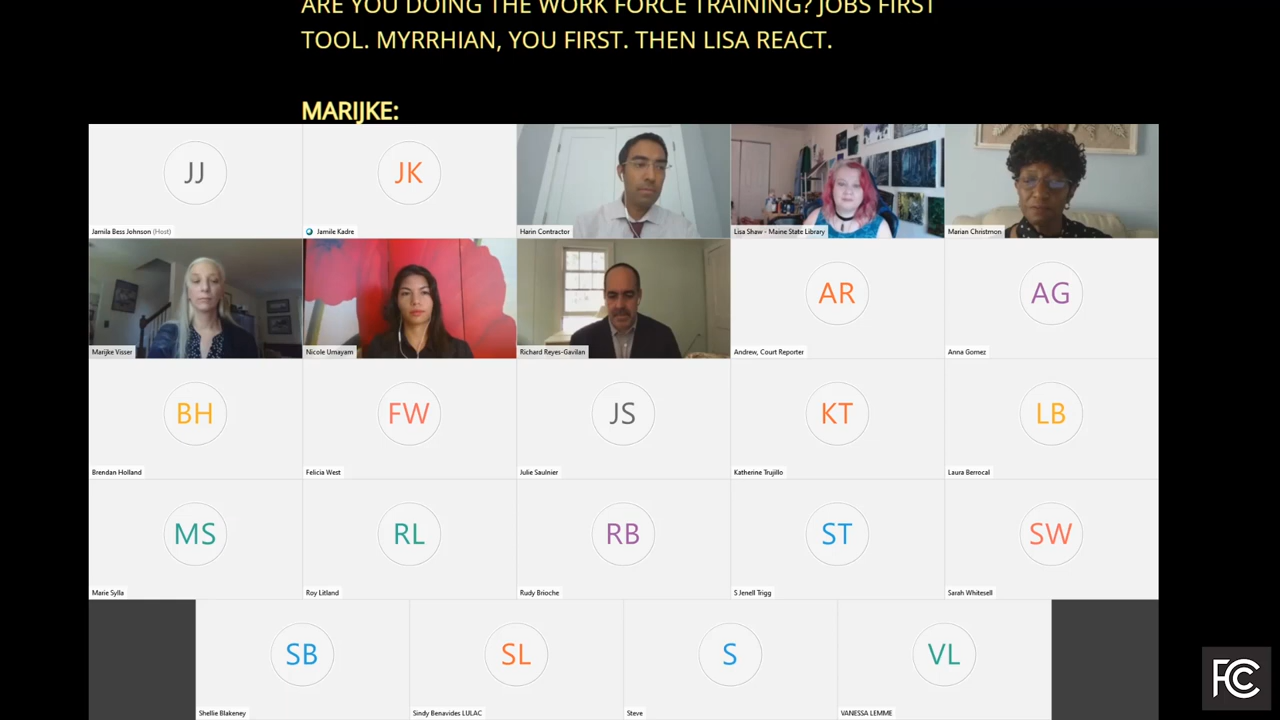 ARE YOU DOING THE WORK FORCE TRAINING? JOBS FIRST
TOOL. MYRRHIAN, YOU FIRST. THEN LISA REACT.
MARIJKE:
JJ
JK
Jamila Bess Johnson (Host)
Jamile Kadre
Harin Contractor
Lisa Shaw - Maine State Library
Marian Christmon
AR
AG
Marijke Visser
Nicole Umayam
Richard Reyes-Gavilan
Andrew, Court Reporter
Anna Gomez
BH
FW
JS
KT
LB
Brendan Holland
Felicia West
Julie Saulnier
Katherine Trujillo
Laura Berrocal
MS
RL
RB
ST
SW
Marie Sylla
Roy Litland
Rudy Brioche
S Jenell Trigg
Sarah Whitesell
SB
SL
S
VL
Shellie Blakeney
Sindy Benavides LULAC
Steve
VANESSA LEMME
FCC